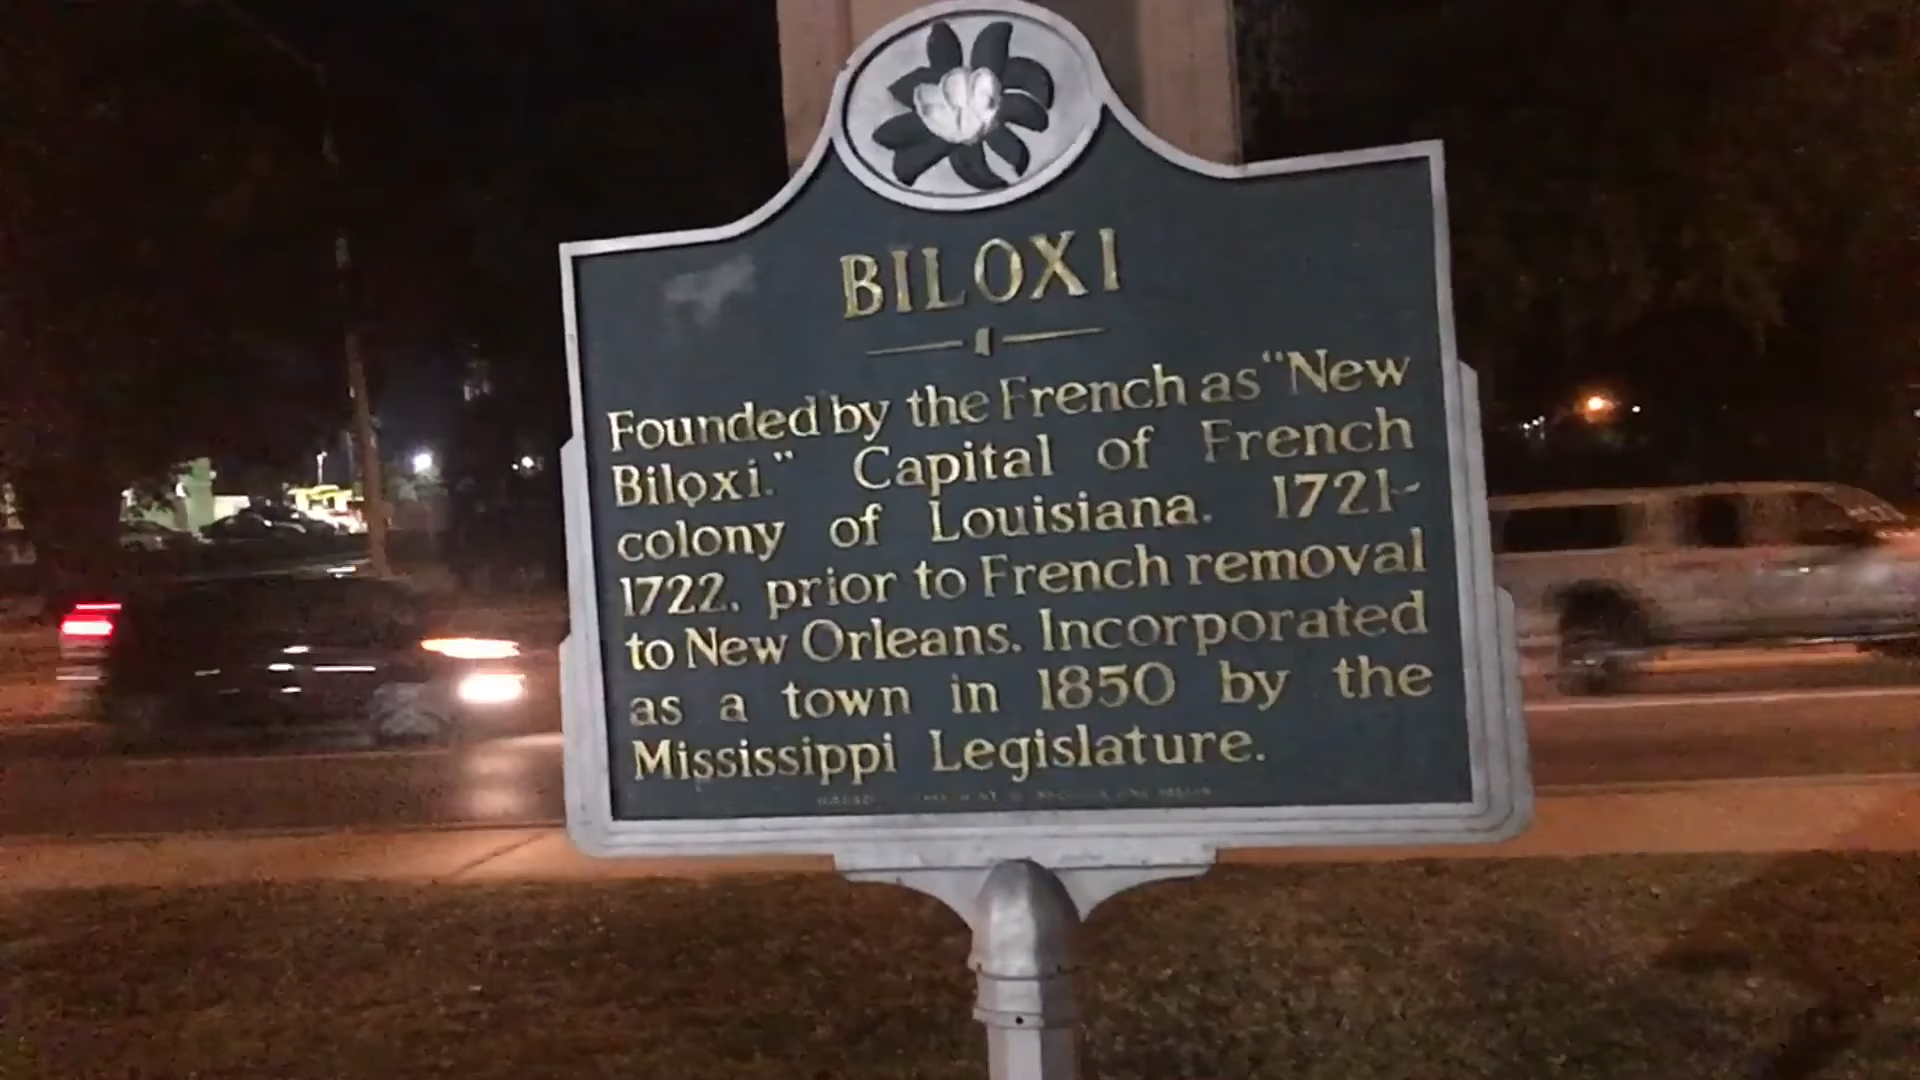 BILOXI
Founded by the French as "New
Biloxi." Capital of French
colony of Louisiana. 1721-
1722, prior to French removal
to New Orleans. Incorporated
as a town in 1850 by the
Mississippi Legislature.